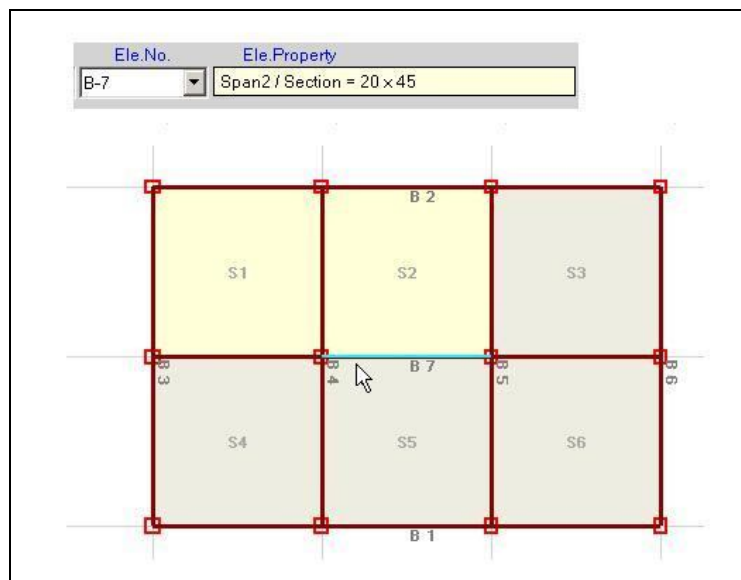 Ele.No. Ele.Property
B-7 Span2 / Section = 20 x 45
B 2
S1 S2 S3
B 3 B 4 B 7 B 5 B 6
S4 S5 S6
B 1